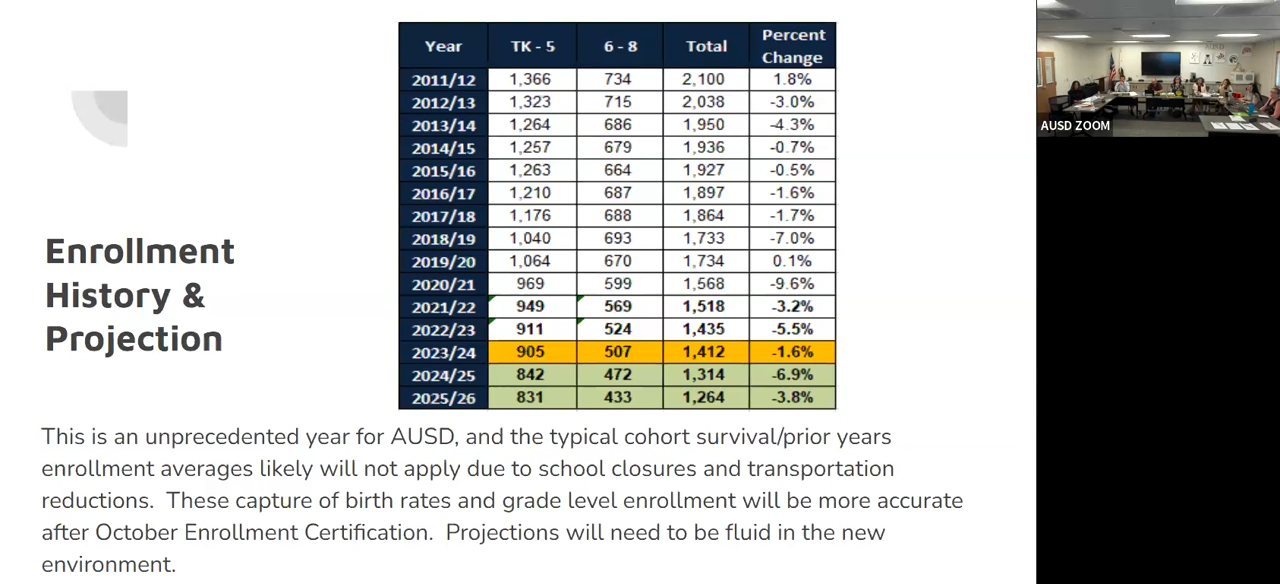 Enrollment
History &
Projection
Year TK - 5 6 - 8 Total Percent Change
2011/12 1,366 734 2,100 1.8%
2012/13 1,323 715 2,038 -3.0%
2013/14 1,264 686 1,950 -4.3%
2014/15 1,257 679 1,936 -0.7%
2015/16 1,263 664 1,927 -0.5%
2016/17 1,210 687 1,897 -1.6%
2017/18 1,176 688 1,864 -1.7%
2018/19 1,040 693 1,733 -7.0%
2019/20 1,064 670 1,734 0.1%
2020/21 969 599 1,568 -9.6%
2021/22 949 569 1,518 -3.2%
2022/23 911 524 1,435 -5.5%
2023/24 905 507 1,412 -1.6%
2024/25 842 472 1,314 -6.9%
2025/26 831 433 1,264 -3.8%
This is an unprecedented year for AUSD, and the typical cohort survival/prior years
enrollment averages likely will not apply due to school closures and transportation
reductions.  These capture of birth rates and grade level enrollment will be more accurate
after October Enrollment Certification.  Projections will need to be fluid in the new
environment.
AUSD ZOOM